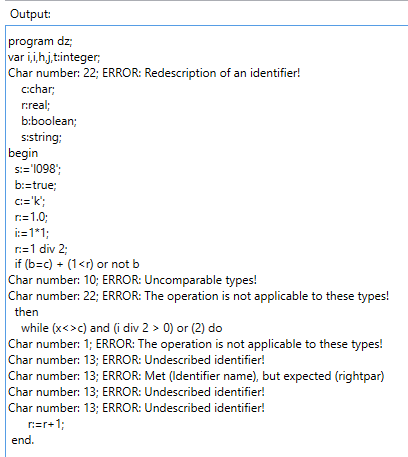 Output:
program dz;
var i,i,h,j,t:integer;
Char number: 22; ERROR: Redescription of an identifier!
c:char;
r:real;
b:boolean;
s:string;
begin
s:='l098';
b:=true;
c:='k';
r:=1.0;
i:=1*1;
r:=1 div 2;
if (b=c) + (1<r) or not b
Char number: 10; ERROR: Uncomparable types!
Char number: 22; ERROR: The operation is not applicable to these types!
then
while (x<>c) and (i div 2 > 0) or (2) do
Char number: 1; ERROR: The operation is not applicable to these types!
Char number: 13; ERROR: Undescribed identifier!
Char number: 13; ERROR: Met (Identifier name), but expected (rightpar)
Char number: 13; ERROR: Undescribed identifier!
Char number: 13; ERROR: Undescribed identifier!
r:=r+1;
end.